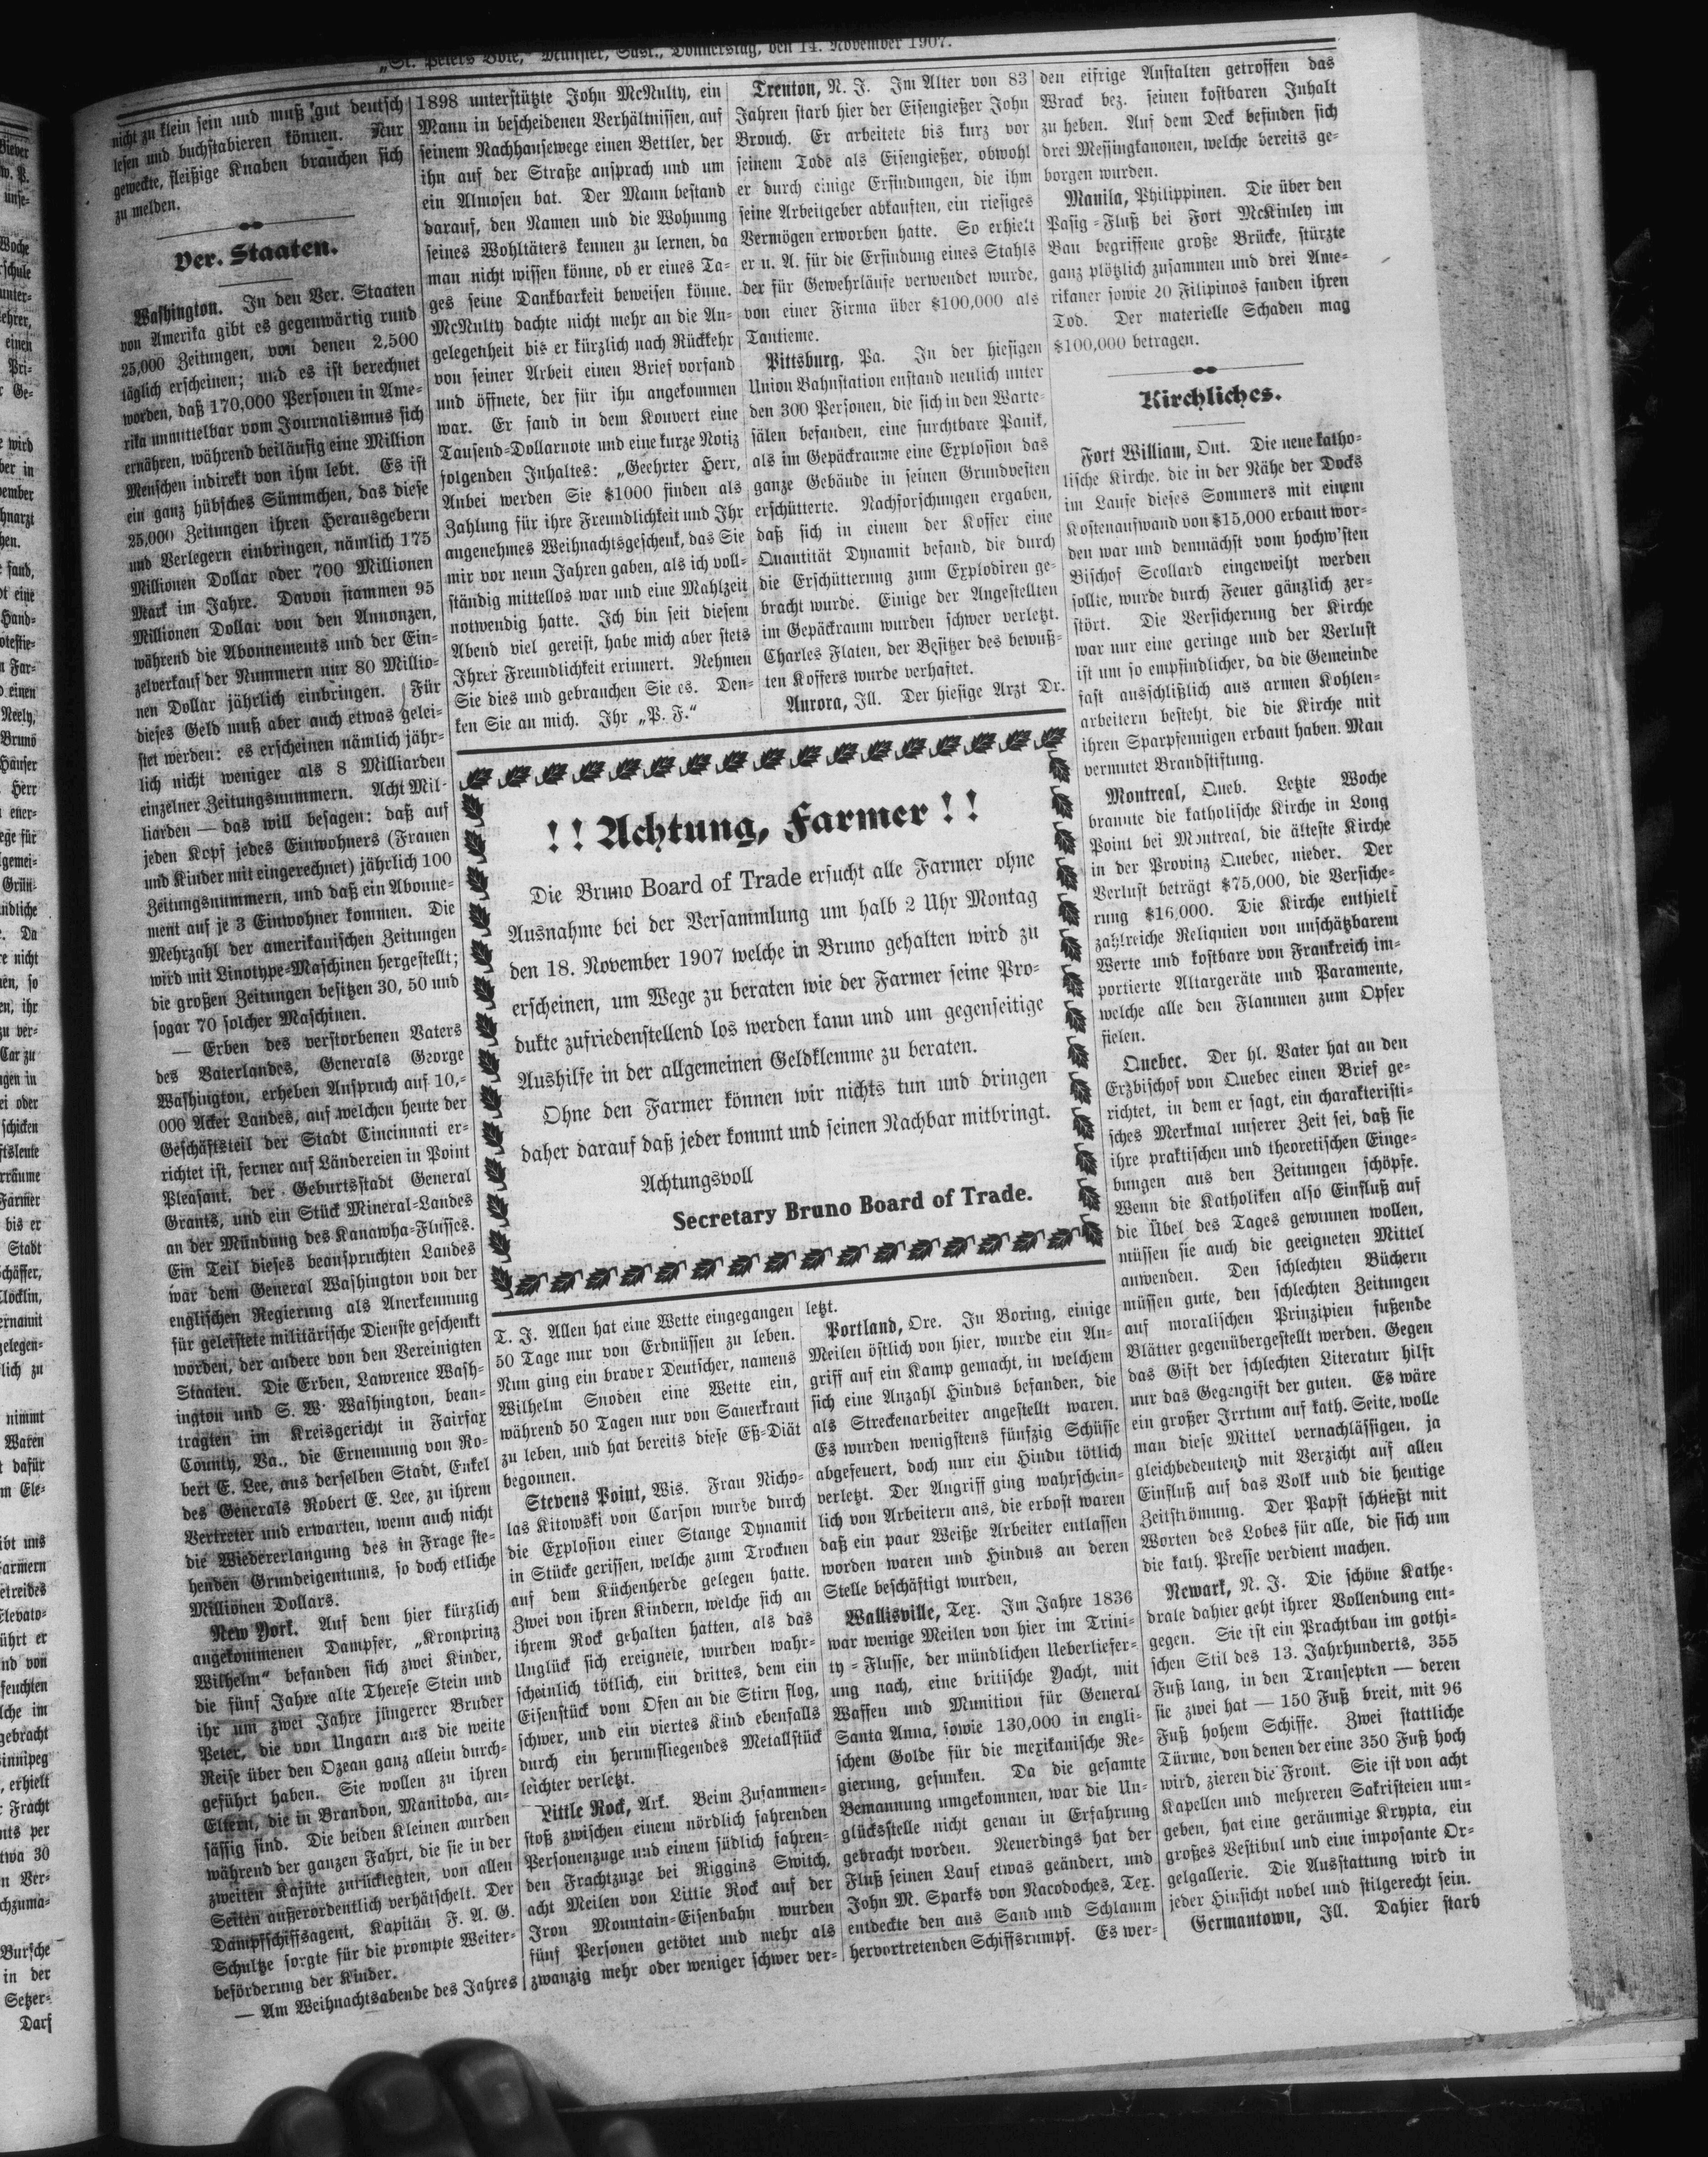 „St. Peters Bote," Münster, Sask., Donnerstag, den 14. November 1907.
nicht zu klein sein und muß gut deutsch
lesen und buchstabieren können. Nur
geweckte, fleißige Knaben brauchen sich
zu melden.
Ver. Staaten.
Washington. In den Ver. Staaten
von Amerika gibt es gegenwärtig rund
25,000 Zeitungen, von denen 2,500
täglich erscheinen; und es ist berechnet
worden, daß 170,000 Personen in Ame-
rika unmittelbar vom Journalismus sich
ernähren, während beiläufig eine Million
Menschen indirekt von ihm lebt. Es ist
ein ganz hübsches Sümmchen, das diese
25,000 Zeitungen ihren Herausgebern
und Verlegern einbringen, nämlich 175
Millionen Dollar oder 700 Millionen
Mark im Jahre. Davon stammen 95
Millionen Dollar von den Annonzen,
während die Abonnements und der Ein-
zelverkauf der Nummern nur 80 Millio-
nen Dollar jährlich einbringen. Für
dieses Geld muß aber auch etwas gelei-
stet werden: es erscheinen nämlich jähr-
lich nicht weniger als 8 Milliarden
einzelner Zeitungsnummern. Acht Mil-
liarden — das will besagen: daß auf
jeden Kopf jedes Einwohners (Frauen
und Kinder mit eingerechnet) jährlich 100
Zeitungsnummern, und daß ein Abonne-
ment auf je 3 Einwohner kommen. Die
Mehrzahl der amerikanischen Zeitungen
wird mit Linotype-Maschinen hergestellt;
die großen Zeitungen besitzen 30, 50 und
sogar 70 solcher Maschinen.
— Erben des verstorbenen Vaters
des Vaterlandes, Generals George
Washington, erheben Anspruch auf 10,-
000 Acker Landes, auf welchen heute der
Geschäftsteil der Stadt Cincinnati er-
richtet ist, ferner auf Ländereien in Point
Pleasant, der Geburtsstadt General
Grants, und ein Stück Mineral-Landes
an der Mündung des Kanawha-Flusses.
Ein Teil dieses beanspruchten Landes
war dem General Washington von der
englischen Regierung als Anerkennung
für geleistete militärische Dienste geschenkt
worden, der andere von den Vereinigten
Staaten. Die Erben, Lawrence Wash-
ington und S. W. Washington, bean-
tragten im Kreisgericht in Fairfax
County, Va., die Ernennung von Ro-
bert E. Lee, aus derselben Stadt, Enkel
des Generals Robert E. Lee, zu ihrem
Vertreter und erwarten, wenn auch nicht
die Wiedererlangung des in Frage ste-
henden Grundeigentums, so doch etliche
Millionen Dollars.
New York. Auf dem hier kürzlich
angekommenen Dampfer, „Kronprinz
Wilhelm" befanden sich zwei Kinder,
die fünf Jahre alte Therese Stein und
ihr um zwei Jahre jüngerer Bruder
Peter, die von Ungarn aus die weite
Reise über den Ozean ganz allein durch-
geführt haben. Sie wollen zu ihren
Eltern, die in Brandon, Manitoba, an-
sässig sind. Die beiden Kleinen wurden
während der ganzen Fahrt, die sie in der
zweiten Kajüte zurücklegten, von allen
Seiten außerordentlich verhätschelt. Der
Dampfschiffsagent, Kapitän F. A. G.
Schultze sorgte für die prompte Weiter-
beförderung der Kinder.
— Am Weihnachtsabende des Jahres
1898 unterstützte John McNulty, ein
Mann in bescheidenen Verhältnissen, auf
seinem Nachhausewege einen Bettler, der
ihn auf der Straße ansprach und um
ein Almosen bat. Der Mann bestand
darauf, den Namen und die Wohnung
seines Wohltäters kennen zu lernen, da
man nicht wissen könne, ob er eines Ta-
ges seine Dankbarkeit beweisen könne.
McNulty dachte nicht mehr an die An-
gelegenheit bis er kürzlich nach Rückkehr
von seiner Arbeit einen Brief vorfand
und öffnete, der für ihn angekommen
war. Er fand in dem Kouvert eine
Tausend-Dollarnote und eine kurze Notiz
folgenden Inhaltes: „Geehrter Herr,
Anbei werden Sie $1000 finden als
Zahlung für ihre Freundlichkeit und Ihr
angenehmes Weihnachtsgeschenk, das Sie
mir vor neun Jahren gaben, als ich voll-
ständig mittellos war und eine Mahlzeit
notwendig hatte. Ich bin seit diesem
Abend viel gereist, habe mich aber stets
Ihrer Freundlichkeit erinnert. Nehmen
Sie dies und gebrauchen Sie es. Den-
ken Sie an mich. Ihr „P. F."
Trenton, N. J. Im Alter von 83
Jahren starb hier der Eisengießer John
Brouch. Er arbeitete bis kurz vor
seinem Tode als Eisengießer, obwohl
er durch einige Erfindungen, die ihm
seine Arbeitgeber abkauften, ein riesiges
Vermögen erworben hatte. So erhielt
er u. A. für die Erfindung eines Stahls
der für Gewehrläufe verwendet wurde,
von einer Firma über $100,000 als
Tantieme.
Pittsburg, Pa. In der hiesigen
Union Bahnstation enstand neulich unter
den 300 Personen, die sich in den Warte-
sälen befanden, eine furchtbare Panik,
als im Gepäckraume eine Explosion das
ganze Gebäude in seinen Grundvesten
erschütterte. Nachforschungen ergaben,
daß sich in einem der Koffer eine
Quantität Dynamit befand, die durch
die Erschütterung zum Explodiren ge-
bracht wurde. Einige der Angestellten
im Gepäckraum wurden schwer verletzt.
Charles Flaten, der Besitzer des bewuß-
ten Koffers wurde verhaftet.
Aurora, Ill. Der hiesige Arzt Dr.
!! Achtung, Farmer !!
Die Bruno Board of Trade ersucht alle Farmer ohne
Ausnahme bei der Versammlung um halb 2 Uhr Montag
den 18. November 1907 welche in Bruno gehalten wird zu
erscheinen, um Wege zu beraten wie der Farmer seine Pro-
dukte zufriedenstellend los werden kann und um gegenseitige
Aushilfe in der allgemeinen Geldklemme zu beraten.
Ohne den Farmer können wir nichts tun und dringen
daher darauf daß jeder kommt und seinen Nachbar mitbringt.
Achtungsvoll
Secretary Bruno Board of Trade.
T. J. Allen hat eine Wette eingegangen
50 Tage nur von Erdnüssen zu leben.
Nun ging ein braver Deutscher, namens
Wilhelm Snoden eine Wette ein,
während 50 Tagen nur von Sauerkraut
zu leben, und hat bereits diese Eß-Diät
begonnen.
Stevens Point, Wis. Frau Nicho-
las Kitowski von Carson wurde durch
die Explosion einer Stange Dynamit
in Stücke gerissen, welche zum Trocknen
auf dem Küchenherde gelegen hatte.
Zwei von ihren Kindern, welche sich an
ihrem Rock gehalten hatten, als das
Unglück sich ereignete, wurden wahr-
scheinlich tötlich, ein drittes, dem ein
Eisenstück vom Ofen an die Stirn flog,
schwer, und ein viertes Kind ebenfalls
durch ein herumfliegendes Metallstück
leichter verletzt.
Little Rock, Ark. Beim Zusammen-
stoß zwischen einem nördlich fahrenden
Personenzuge und einem südlich fahren-
den Frachtzuge bei Riggins Switch,
acht Meilen von Little Rock auf der
Iron Mountain-Eisenbahn wurden
fünf Personen getötet und mehr als
zwanzig mehr oder weniger schwer ver-
letzt.
Portland, Ore. In Boring, einige
Meilen östlich von hier, wurde ein An-
griff auf ein Kamp gemacht, in welchem
sich eine Anzahl Hindus befanden, die
als Streckenarbeiter angestellt waren.
Es wurden wenigstens fünfzig Schüsse
abgefeuert, doch nur ein Hindu tötlich
verletzt. Der Angriff ging wahrschein-
lich von Arbeitern aus, die erbost waren
daß ein paar Weiße Arbeiter entlassen
worden waren und Hindus an deren
Stelle beschäftigt wurden,
Wallisville, Tex. Im Jahre 1836
war wenige Meilen von hier im Trini-
ty-Flusse, der mündlichen Ueberliefer-
ung nach, eine britische Yacht, mit
Waffen und Munition für General
Santa Anna, sowie 130,000 in engli-
schem Golde für die mexikanische Re-
gierung, gesunken. Da die gesamte
Bemannung umgekommen, war die Un-
glücksstelle nicht genau in Erfahrung
gebracht worden. Neuerdings hat der
Fluß seinen Lauf etwas geändert, und
John M. Sparks von Nacodoches, Tex.
entdeckte den aus Sand und Schlamm
hervortretenden Schiffsrumpf. Es wer-
den eifrige Anstalten getroffen das
Wrack bez. seinen kostbaren Inhalt
zu heben. Auf dem Deck befinden sich
drei Messingkanonen, welche bereits ge-
borgen wurden.
Manila, Philippinen. Die über den
Pasig-Fluß bei Fort McKinley im
Bau begriffene große Brücke, stürzte
ganz plötzlich zusammen und drei Ame-
rikaner sowie 20 Filipinos fanden ihren
Tod. Der materielle Schaden mag
$100,000 betragen.
Kirchliches.
Fort William, Ont. Die neue katho-
lische Kirche, die in der Nähe der Docks
im Laufe dieses Sommers mit einem
Kostenaufwand von $15,000 erbaut wor-
den war und demnächst vom hochw'sten
Bischof Scollard eingeweiht werden
sollte, wurde durch Feuer gänzlich zer-
stört. Die Versicherung der Kirche
war nur eine geringe und der Verlust
ist um so empfindlicher, da die Gemeinde
fast ausschlißlich aus armen Kohlen-
arbeitern besteht, die die Kirche mit
ihren Sparpfennigen erbaut haben. Man
vermutet Brandstiftung.
Montreal, Queb. Letzte Woche
brannte die katholische Kirche in Long
Point bei Montreal, die älteste Kirche
in der Provinz Quebec, nieder. Der
Verlust beträgt $75,000, die Versiche-
rung $16,000. Die Kirche enthielt
zahlreiche Reliquien von unschätzbarem
Werte und kostbare von Frankreich im-
portierte Altargeräte und Paramente,
welche alle den Flammen zum Opfer
fielen.
Quebec. Der hl. Vater hat an den
Erzbischof von Quebec einen Brief ge-
richtet, in dem er sagt, ein charakteristi-
sches Merkmal unserer Zeit sei, daß sie
ihre praktischen und theoretischen Einge-
bungen aus den Zeitungen schöpfe.
Wenn die Katholiken also Einfluß auf
die Übel des Tages gewinnen wollen,
müssen sie auch die geeigneten Mittel
anwenden. Den schlechten Büchern
müssen gute, den schlechten Zeitungen
auf moralischen Prinzipien fußende
Blätter gegenübergestellt werden. Gegen
das Gift der schlechten Literatur hilft
nur das Gegengift der guten. Es wäre
ein großer Irrtum auf kath. Seite, wolle
man diese Mittel vernachlässigen, ja
gleichbedeutend mit Verzicht auf allen
Einfluß auf das Volk und die heutige
Zeitströmung. Der Papst schließt mit
Worten des Lobes für alle, die sich um
die kath. Presse verdient machen.
Newark, N. J. Die schöne Kathe-
drale dahier geht ihrer Vollendung ent-
gegen. Sie ist ein Prachtbau im gothi-
schen Stil des 13. Jahrhunderts, 355
Fuß lang, in den Transepten — deren
sie zwei hat — 150 Fuß breit, mit 96
Fuß hohem Schiffe. Zwei stattliche
Türme, von denen der eine 350 Fuß hoch
wird, zieren die Front. Sie ist von acht
Kapellen und mehreren Sakristeien um-
geben, hat eine geräumige Krypta, ein
großes Vestibul und eine imposante Or-
gelgallerie. Die Ausstattung wird in
jeder Hinsicht nobel und stilgerecht sein.
Germantown, Ill. Dahier starb